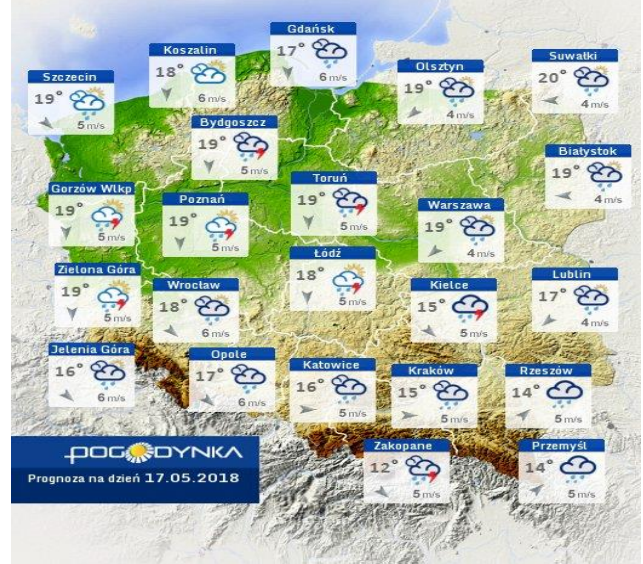 Gdańsk
17°
6 m/s
Koszalin
18°
6 m/s
Suwałki
20°
4 m/s
Olsztyn
19°
4 m/s
Szczecin
19°
5 m/s
Bydgoszcz
19°
5 m/s
Białystok
19°
4 m/s
Toruń
19°
5 m/s
Gorzów Wlkp
19°
5 m/s
Poznań
19°
5 m/s
Warszawa
19°
4 m/s
Łódź
18°
5 m/s
Zielona Góra
19°
5 m/s
Wrocław
18°
6 m/s
Kielce
15°
5 m/s
Lublin
17°
4 m/s
Jelenia Góra
16°
6 m/s
Opole
17°
6 m/s
Katowice
16°
5 m/s
Kraków
15°
5 m/s
Rzeszów
14°
5 m/s
Zakopane
12°
5 m/s
Przemyśl
14°
5 m/s
POGODYNKA
Prognoza na dzień 17.05.2018